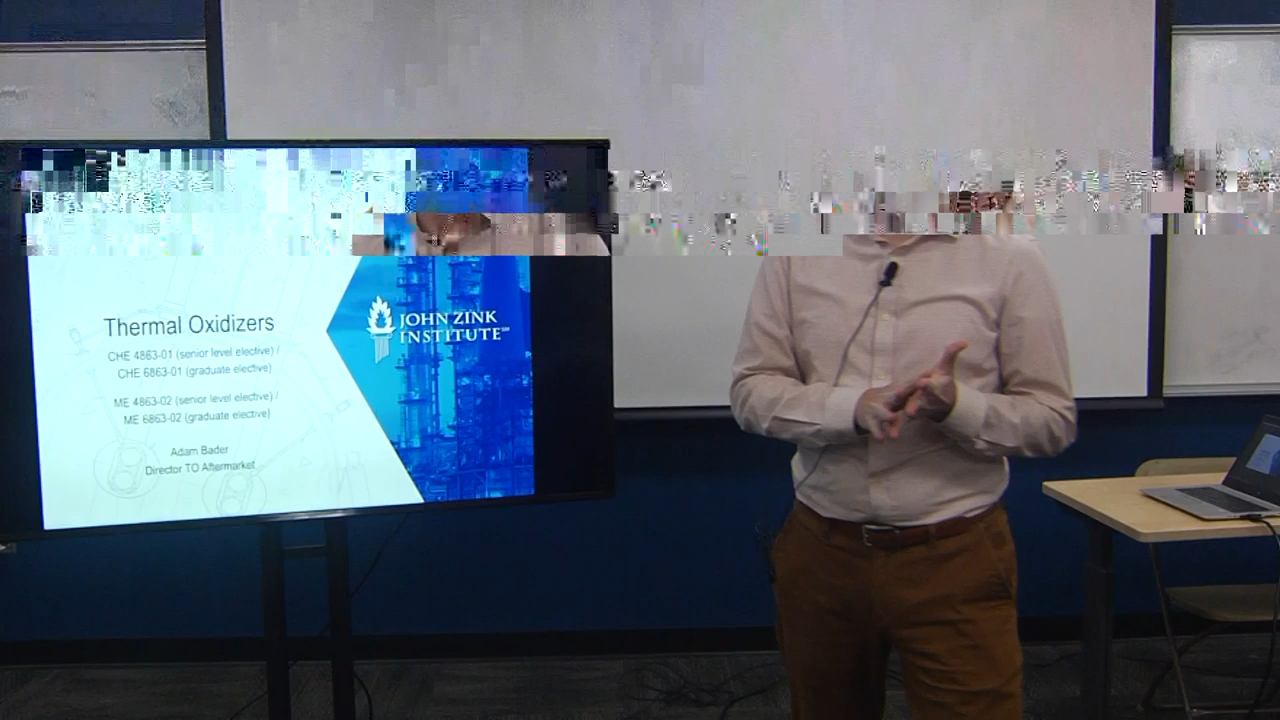 Thermal Oxidizers
CHE 4863-01 (senior level elective) /
CHE 6863-01 (graduate elective)
ME 4863-02 (senior level elective) /
ME 6863-02 (graduate elective)
Adam Bader
Director TO Aftermarket
JOHN ZINK
INSTITUTE℠